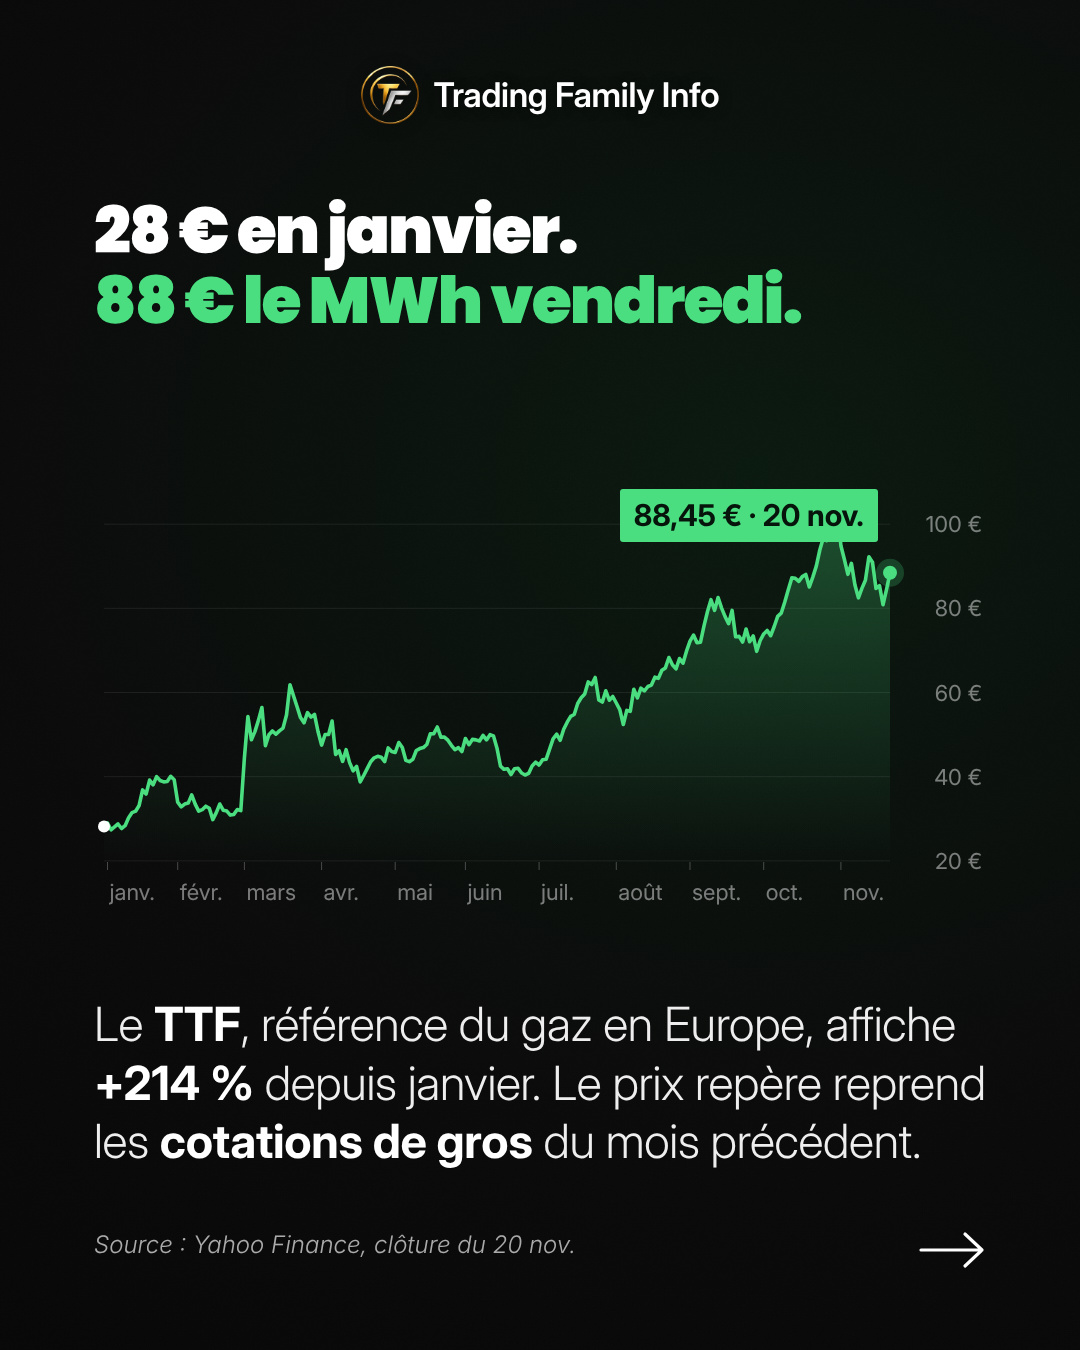 TF Trading Family Info
28 € en janvier.
88 € le MWh vendredi.
88,45 € · 20 nov.
100 €
80 €
60 €
40 €
20 €
janv. févr. mars avr. mai juin juil. août sept. oct. nov.
Le TTF, référence du gaz en Europe, affiche
+214 % depuis janvier. Le prix repère reprend
les cotations de gros du mois précédent.
Source : Yahoo Finance, clôture du 20 nov.